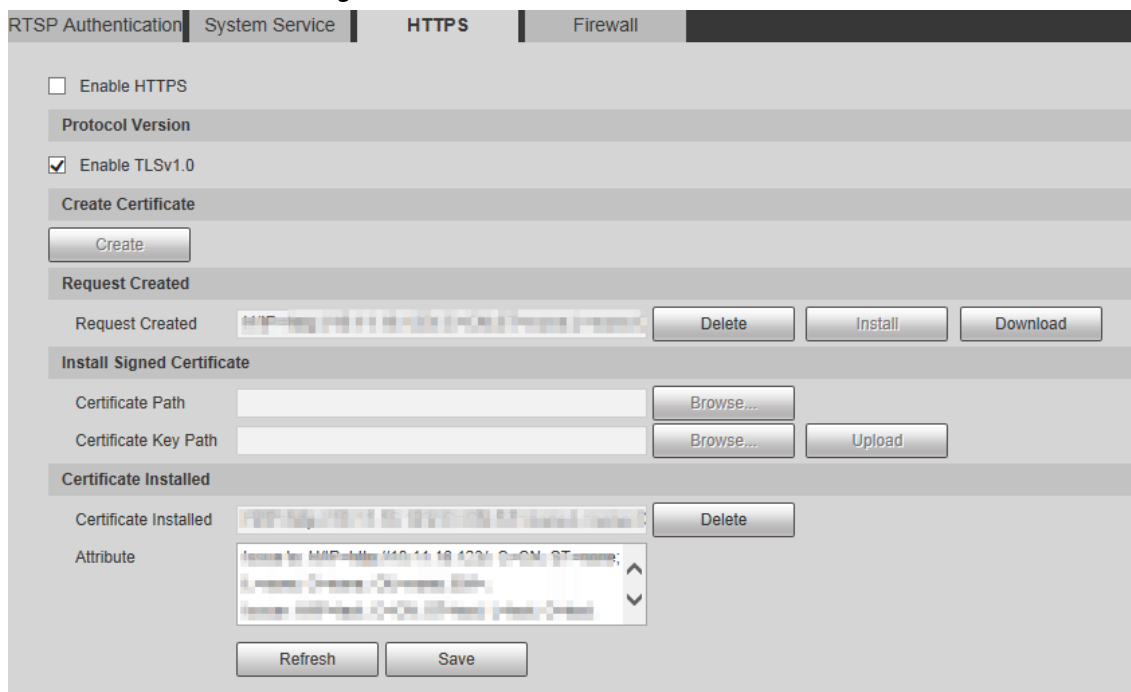 RTSP Authentication System Service HTTPS Firewall
Enable HTTPS
Protocol Version
Enable TLSv1.0
Create Certificate
Create
Request Created
Request Created Delete Install Download
Install Signed Certificate
Certificate Path Browse...
Certificate Key Path Browse... Upload
Certificate Installed
Certificate Installed Delete
Attribute
Refresh Save